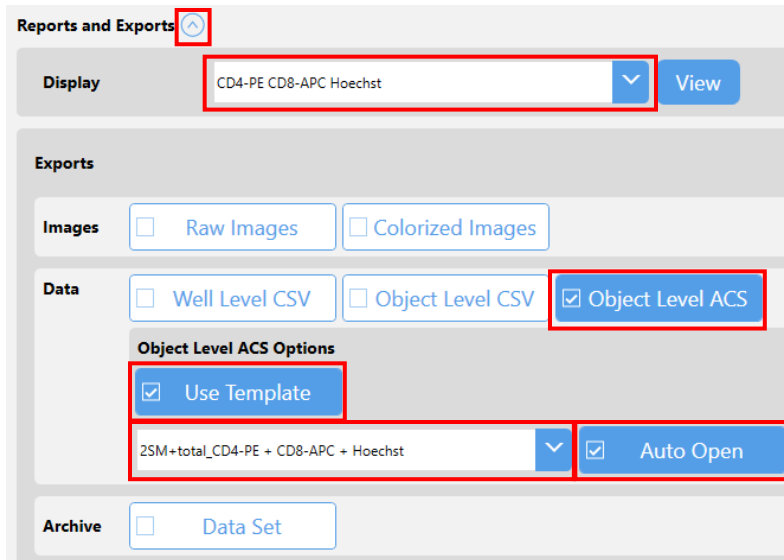 Reports and Exports
Display CD4-PE CD8-APC Hoechst View
Exports
Images Raw Images Colorized Images
Data Well Level CSV Object Level CSV Object Level ACS
Object Level ACS Options
Use Template
2SM+total_CD4-PE + CD8-APC + Hoechst Auto Open
Archive Data Set